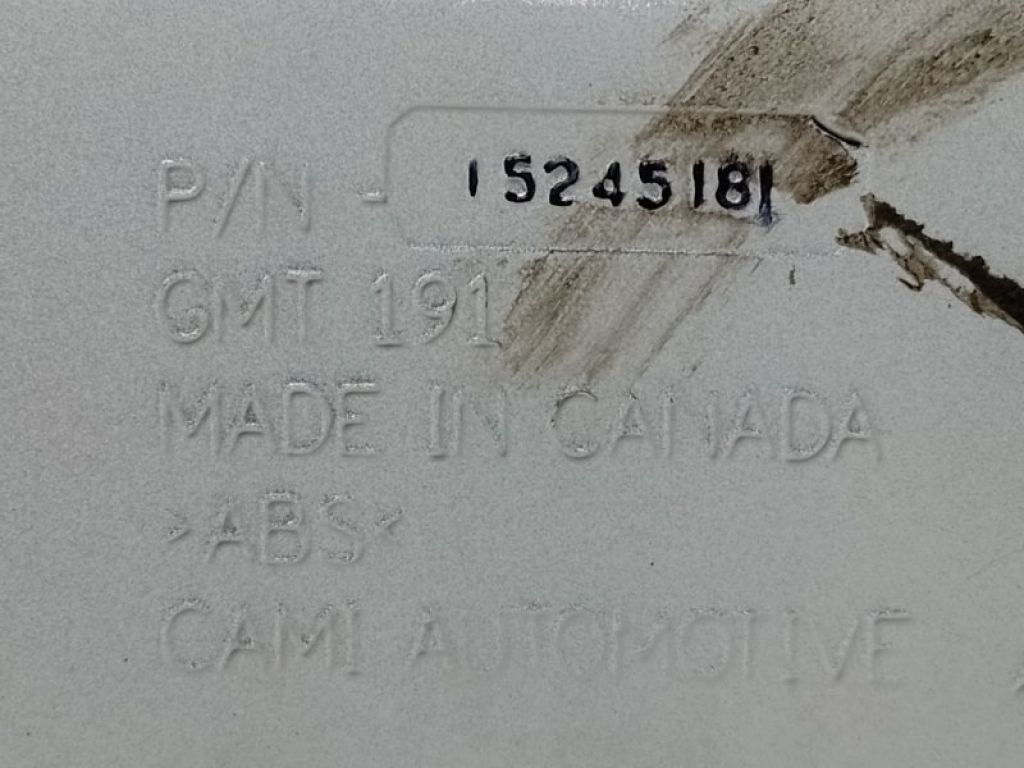 P/N - 15245181
GMT 191
MADE IN CANADA
>ABS<
CAMI AUTOMOTIVE